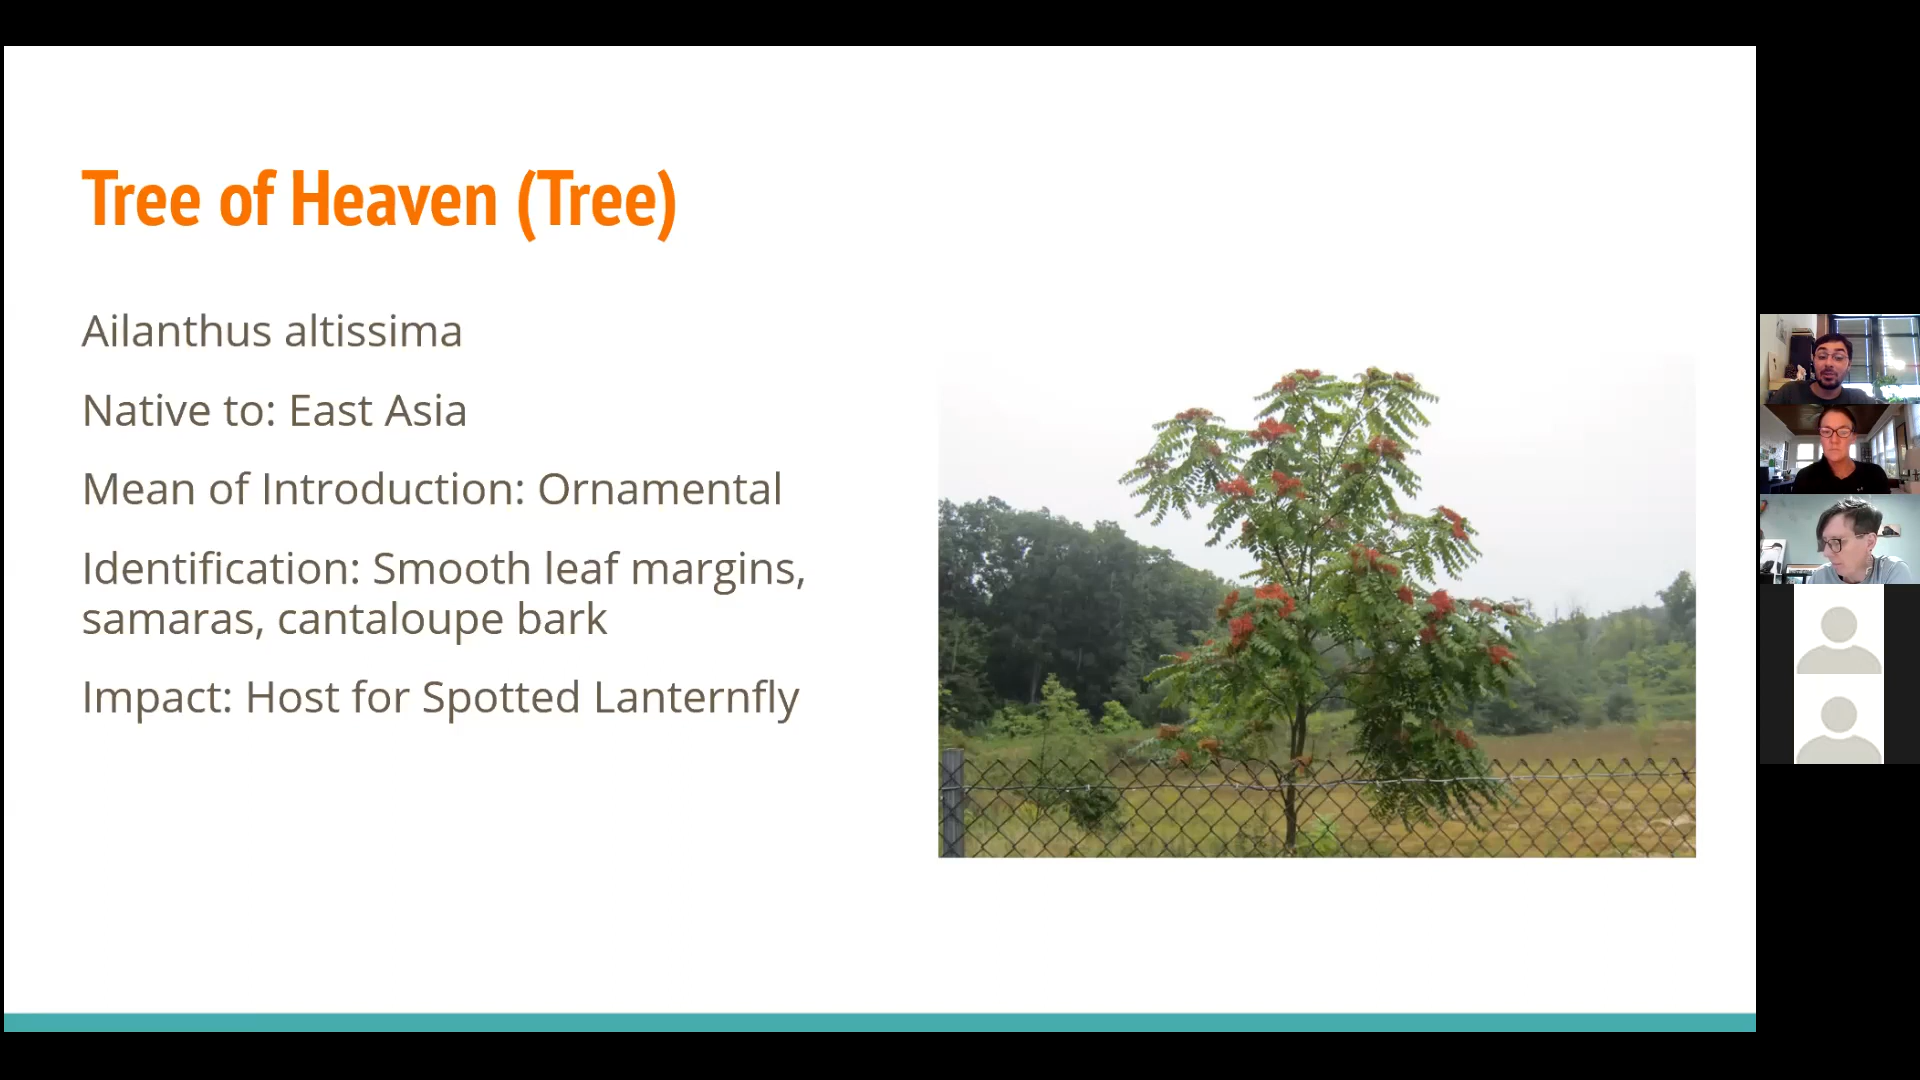 Tree of Heaven (Tree)
Ailanthus altissima
Native to: East Asia
Mean of Introduction: Ornamental
Identification: Smooth leaf margins,
samaras, cantaloupe bark
Impact: Host for Spotted Lanternfly